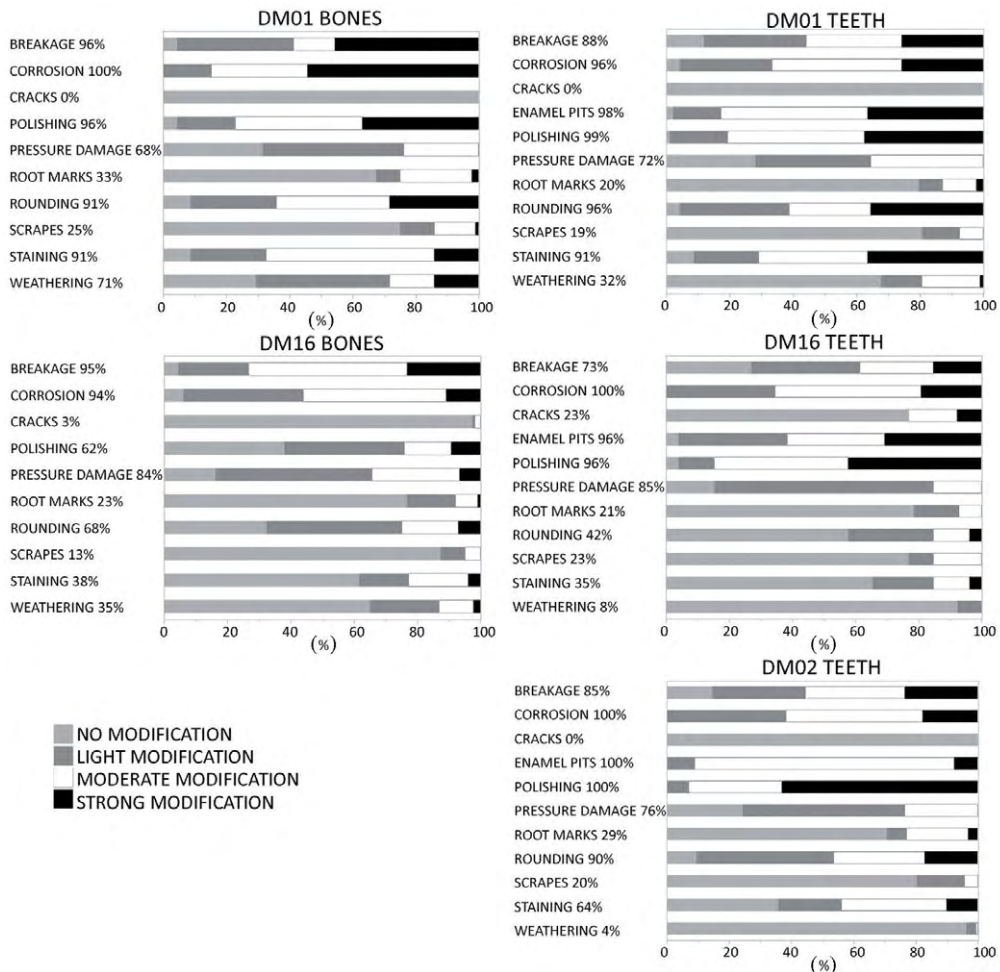 DM01 BONES
BREAKAGE 96%
CORROSION 100%
CRACKS 0%
POLISHING 96%
PRESSURE DAMAGE 68%
ROOT MARKS 33%
ROUNDING 91%
SCRAPES 25%
STAINING 91%
WEATHERING 71%
0 20 40 60 80 100
(%)
DM01 TEETH
BREAKAGE 88%
CORROSION 96%
CRACKS 0%
ENAMEL PITS 98%
POLISHING 99%
PRESSURE DAMAGE 72%
ROOT MARKS 20%
ROUNDING 96%
SCRAPES 19%
STAINING 91%
WEATHERING 32%
0 20 40 60 80 100
(%)
DM16 BONES
BREAKAGE 95%
CORROSION 94%
CRACKS 3%
POLISHING 62%
PRESSURE DAMAGE 84%
ROOT MARKS 23%
ROUNDING 68%
SCRAPES 13%
STAINING 38%
WEATHERING 35%
0 20 40 60 80 100
(%)
DM16 TEETH
BREAKAGE 73%
CORROSION 100%
CRACKS 23%
ENAMEL PITS 96%
POLISHING 96%
PRESSURE DAMAGE 85%
ROOT MARKS 21%
ROUNDING 42%
SCRAPES 23%
STAINING 35%
WEATHERING 8%
0 20 40 60 80 100
(%)
NO MODIFICATION
LIGHT MODIFICATION
MODERATE MODIFICATION
STRONG MODIFICATION
DM02 TEETH
BREAKAGE 85%
CORROSION 100%
CRACKS 0%
ENAMEL PITS 100%
POLISHING 100%
PRESSURE DAMAGE 76%
ROOT MARKS 29%
ROUNDING 90%
SCRAPES 20%
STAINING 64%
WEATHERING 4%
0 20 40 60 80 100
(%)